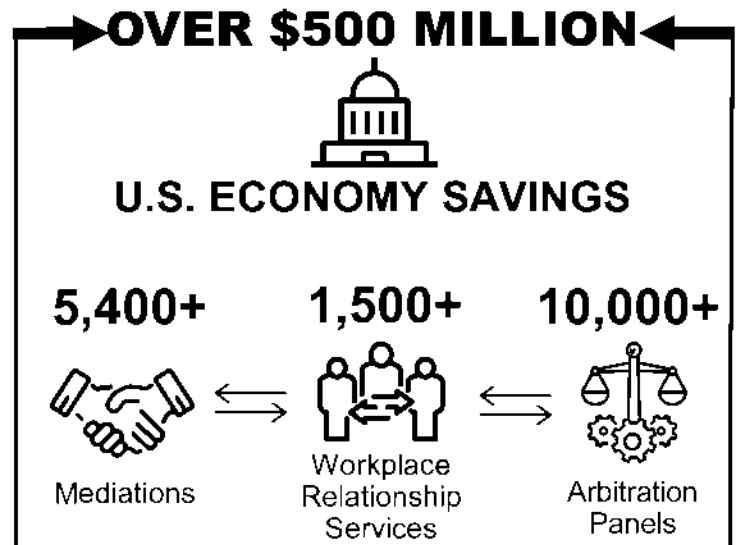 OVER $500 MILLION
U.S. ECONOMY SAVINGS
5,400+
Mediations
1,500+
Workplace
Relationship
Services
10,000+
Arbitration
Panels